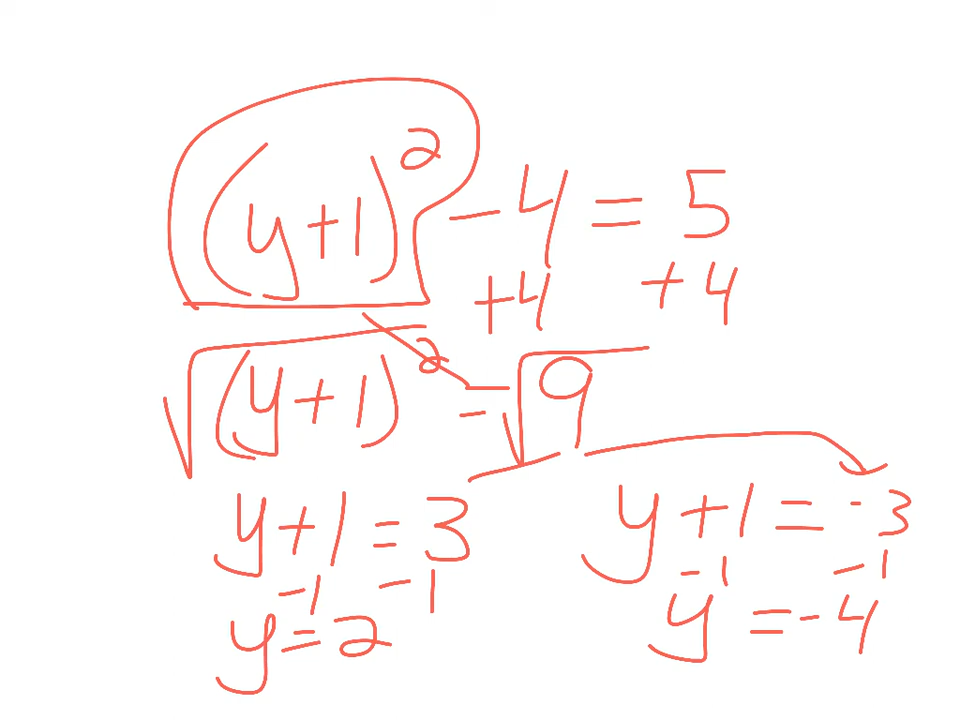 (y+1)² - 4 = 5
+4 +4
√(y+1)² = √9
y+1 = 3 y+1 = -3
-1 -1 -1 -1
y = 2 y = -4